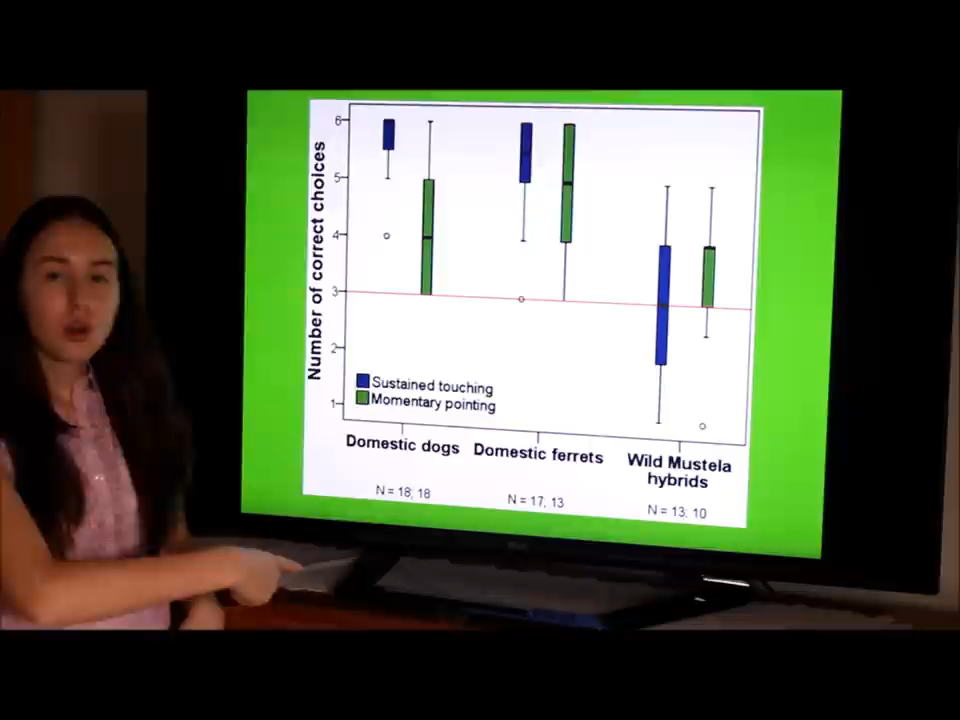 Number of correct choices
6
5
4
3
2
1
Sustained touching
Momentary pointing
Domestic dogs
Domestic ferrets
Wild Mustela
hybrids
N = 18; 18
N = 17, 13
N = 13; 10